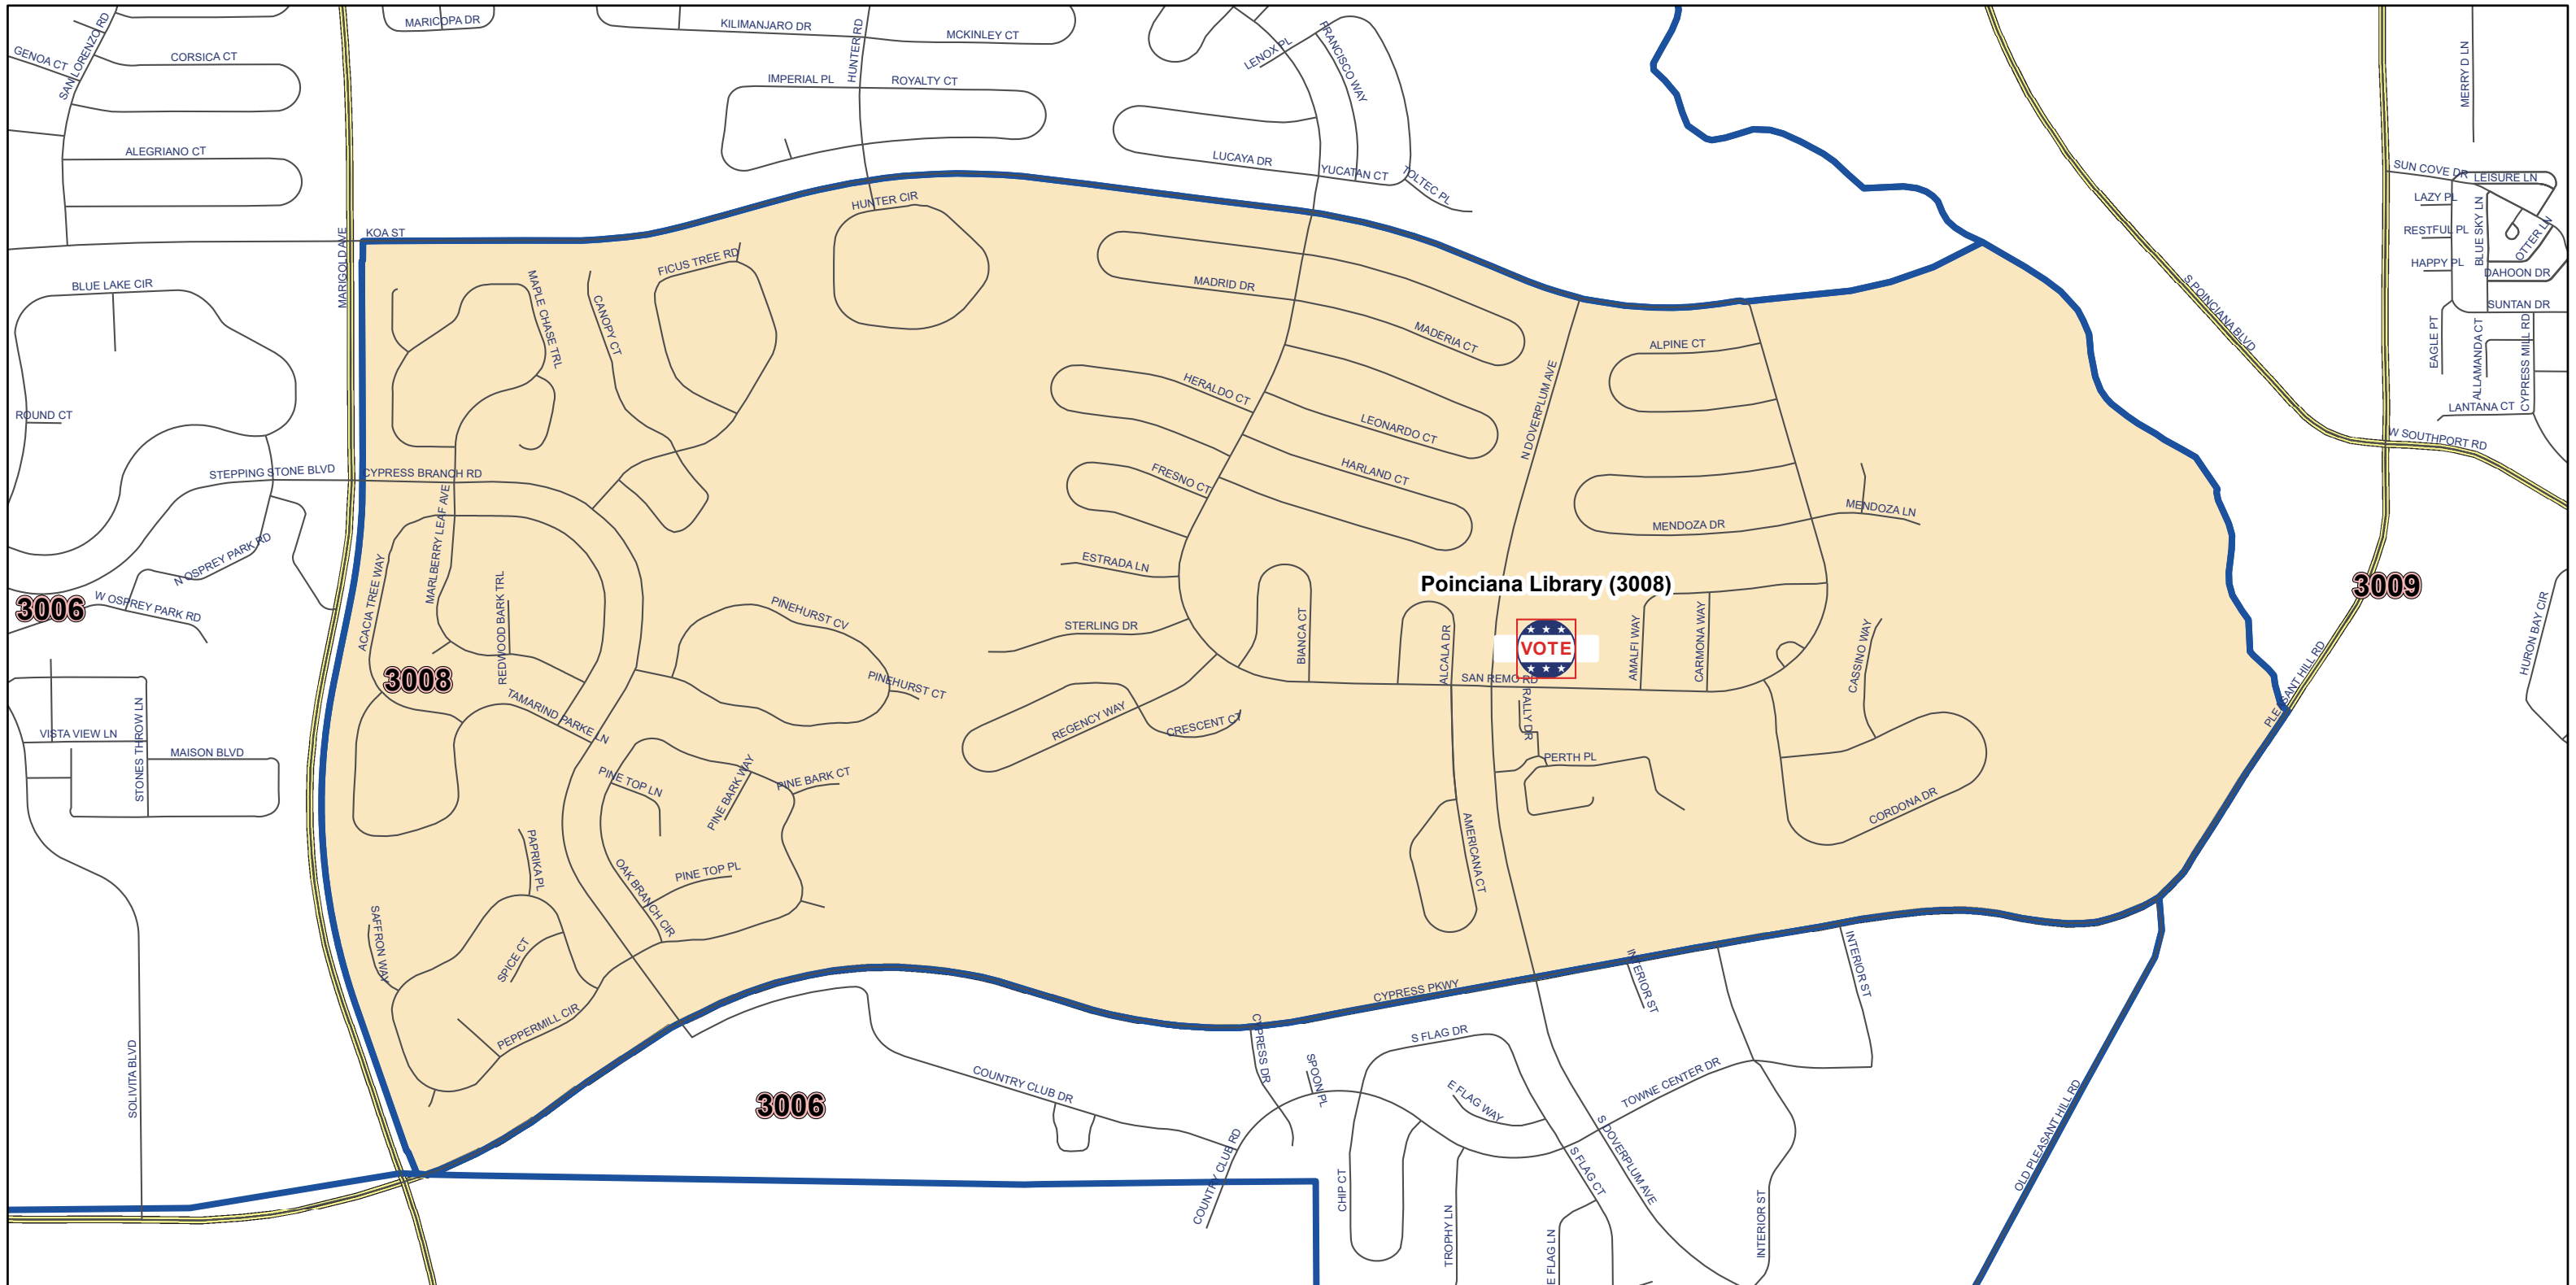 MARICOPA DR
KILIMANJARO DR
MCKINLEY CT
HUNTER RD
SAN LORENZO RD
GENOA CT
CORSICA CT
IMPERIAL PL
ROYALTY CT
LENOX PL
FRANCISCO WAY
MERRY D LN
ALEGRIANO CT
LUCAYA DR
YUCATAN CT
TOLTEC PL
SUN COVE DR
LEISURE LN
LAZY PL
BLUE SKY LN
OTTER LN
RESTFUL PL
HAPPY PL
DAHOON DR
SUNTAN DR
HUNTER CIR
KOA ST
MARIGOLD AVE
FICUS TREE RD
MAPLE CHASE TRL
CANOPY CT
BLUE LAKE CIR
MADRID DR
MADERIA CT
ALPINE CT
S POINCIANA BLVD
EAGLE PT
ALLAMANDA CT
CYPRESS MILL RD
LANTANA CT
W SOUTHPORT RD
ROUND CT
HERALDO CT
LEONARDO CT
N DOVERPLUM AVE
STEPPING STONE BLVD
CYPRESS BRANCH RD
FRESNO CT
HARLAND CT
MENDOZA DR
MENDOZA LN
MARLBERRY LEAF AVE
N OSPREY PARK RD
W OSPREY PARK RD
ACACIA TREE WAY
REDWOOD BARK TRL
ESTRADA LN
Poinciana Library (3008)
3006
3009
VOTE
PINEHURST CV
STERLING DR
BIANCA CT
ALCALA DR
AMALFI WAY
CARMONA WAY
CASSINO WAY
HURON BAY CIR
3008
PINEHURST CT
SAN REMO RD
RALLY DR
PLEASANT HILL RD
TAMARIND PARKE LN
REGENCY WAY
CRESCENT CT
VISTA VIEW LN
STONES THROW LN
MAISON BLVD
PERTH PL
PINE TOP LN
PINE BARK WAY
PINE BARK CT
CORDONA DR
AMERICANA CT
PAPRIKA PL
OAK BRANCH CIR
PINE TOP PL
SAFFRON WAY
SPICE CT
INTERIOR ST
INTERIOR ST
CYPRESS PKWY
PEPPERMILL CIR
SOLIVITA BLVD
3006
COUNTRY CLUB DR
CYPRESS DR
SPOON PL
S FLAG DR
E FLAG WAY
TOWNE CENTER DR
S DOVERPLUM AVE
COUNTRY CLUB RD
CHIP CT
S FLAG CT
OLD PLEASANT HILL RD
TROPHY LN
E FLAG LN
INTERIOR ST